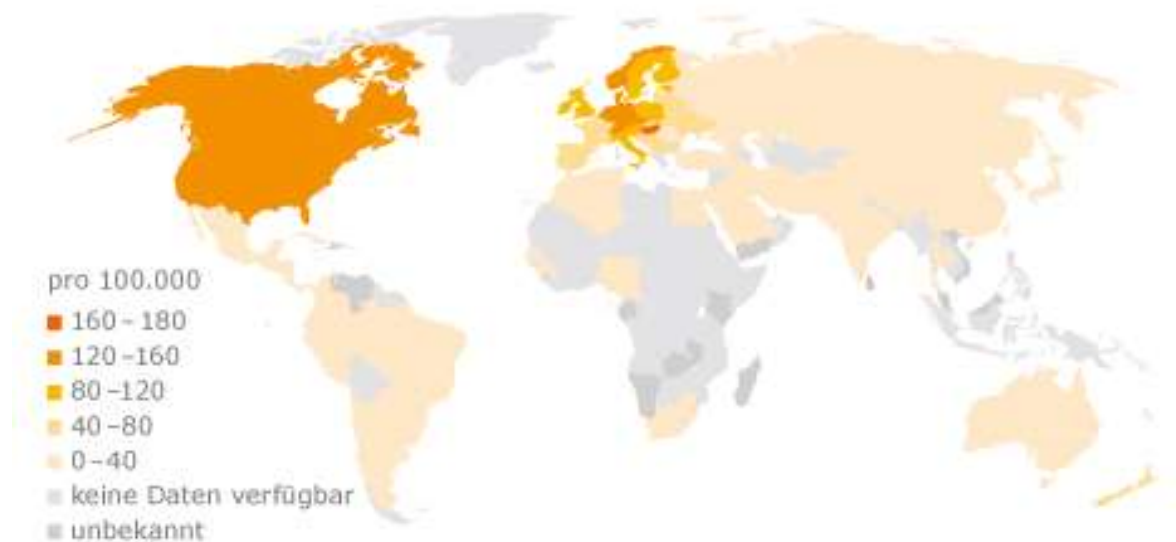 pro 100.000
160 – 180
120 – 160
80 – 120
40 – 80
0 – 40
keine Daten verfügbar
unbekannt